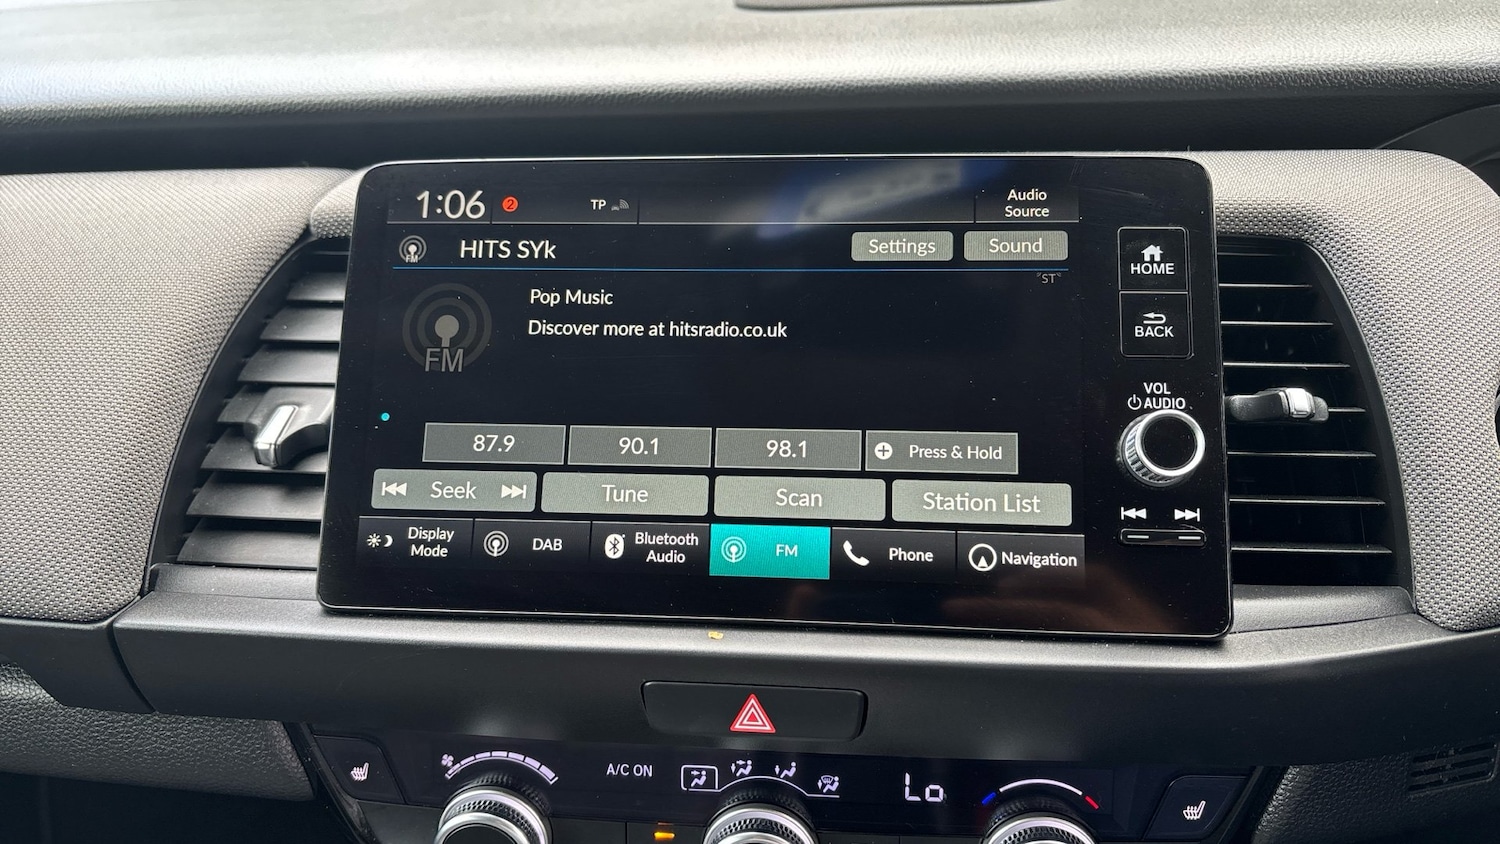 1:06
2
TP
Audio
Source
FM
HITS SYk
Settings
Sound
ST
FM
Pop Music
Discover more at hitsradio.co.uk
87.9
90.1
98.1
Press & Hold
Seek
Tune
Scan
Station List
Display
Mode
DAB
Bluetooth
Audio
FM
Phone
Navigation
HOME
BACK
VOL
AUDIO
A/C ON
Lo